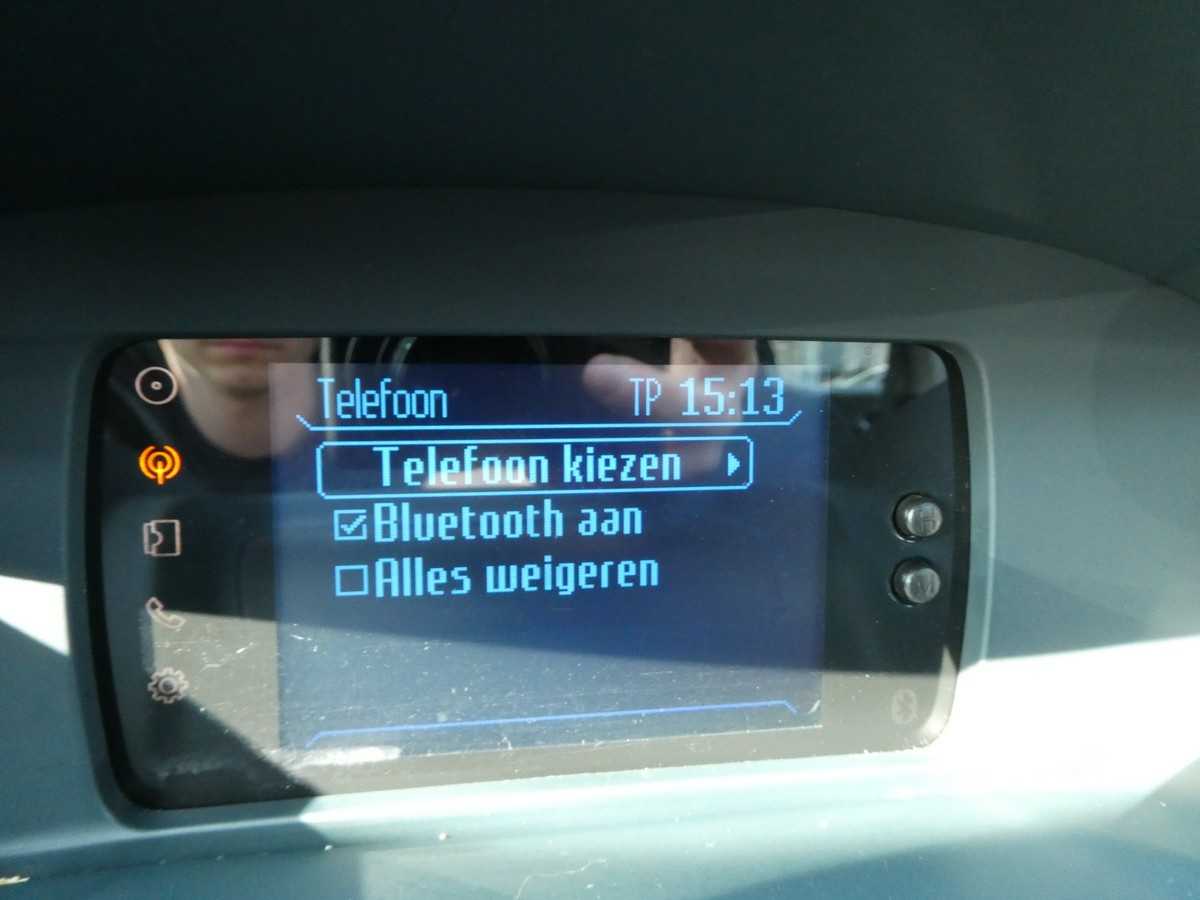 Telefoon TP 15:13
Telefoon kiezen
Bluetooth aan
Alles weigeren
H
M